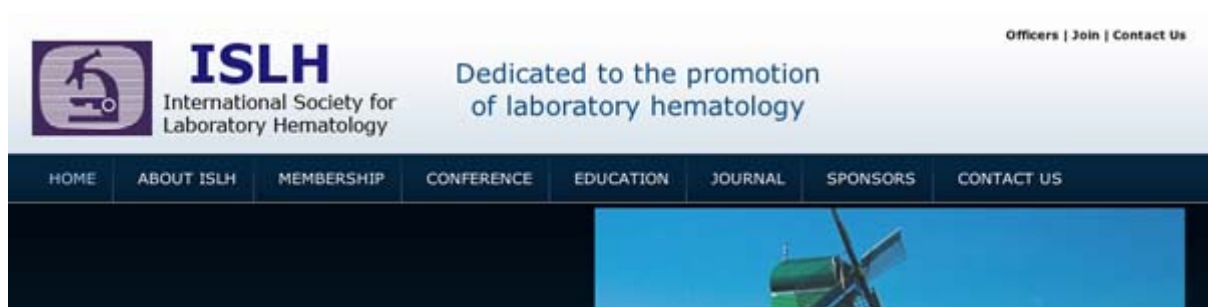 Officers | Join | Contact Us
ISLH
International Society for
Laboratory Hematology
Dedicated to the promotion
of laboratory hematology
HOME ABOUT ISLH MEMBERSHIP CONFERENCE EDUCATION JOURNAL SPONSORS CONTACT US